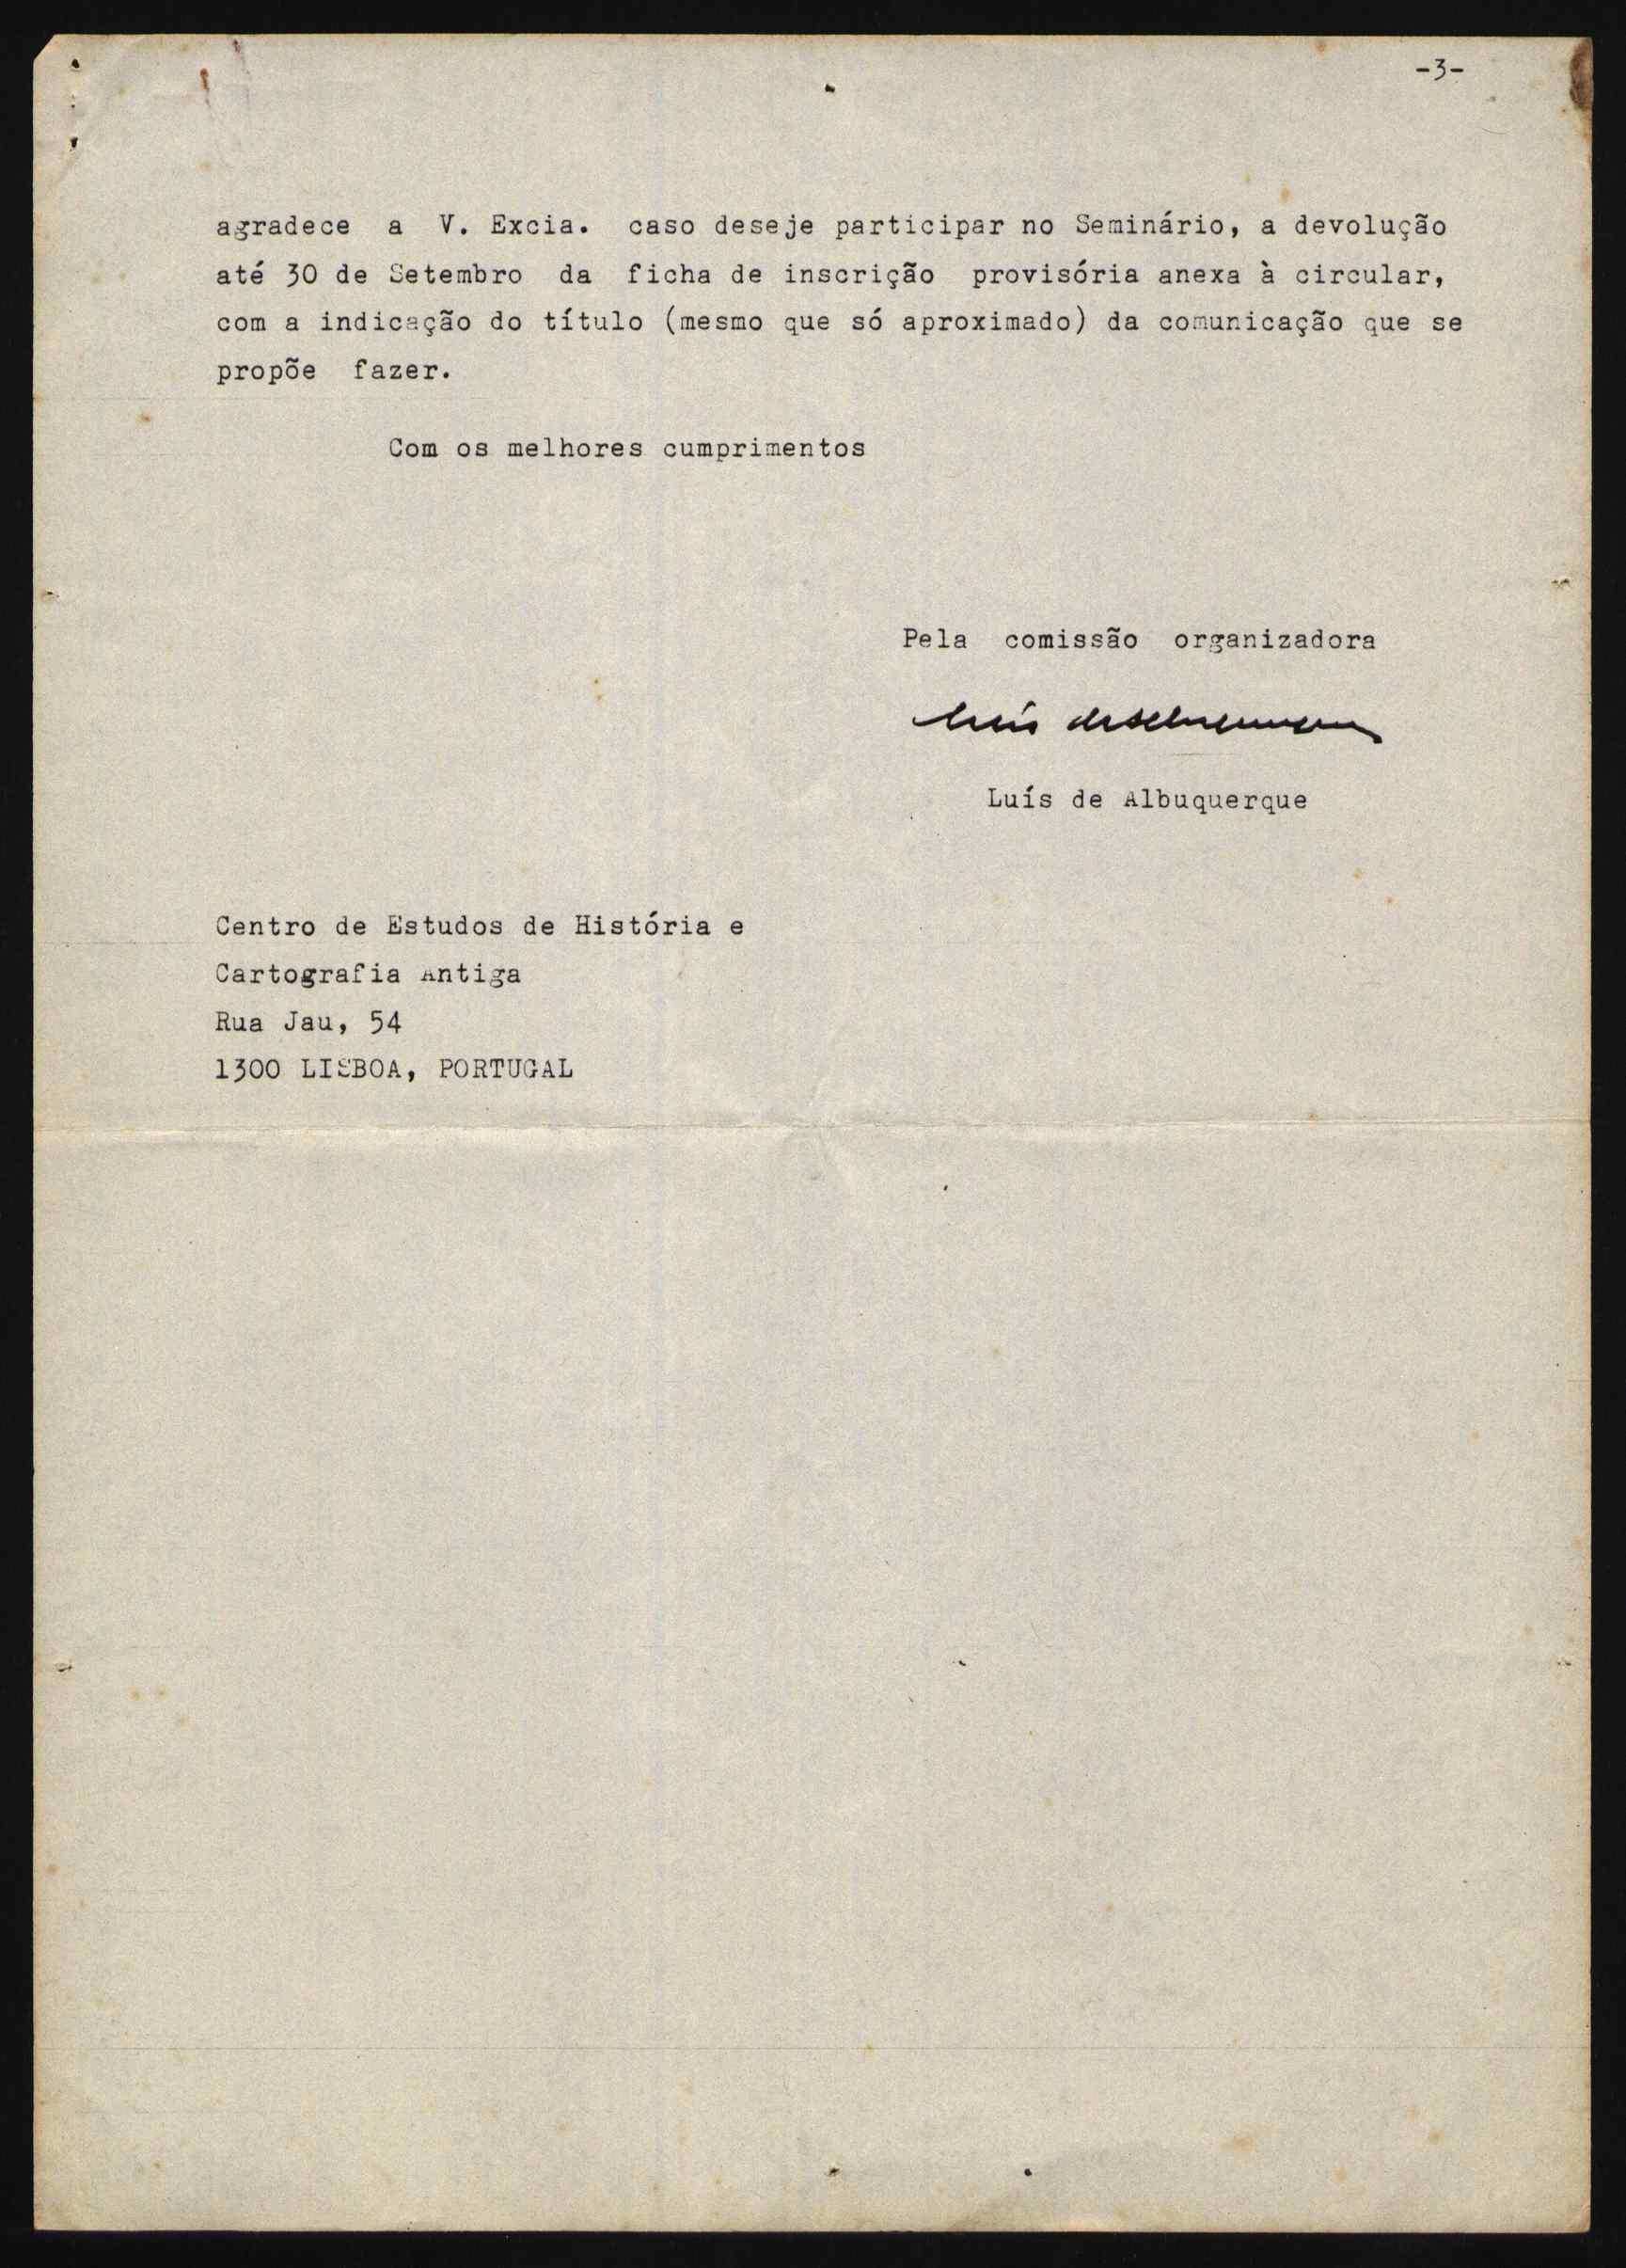 -3-
agradece a V. Excia. caso deseje participar no Seminário, a devolução
até 30 de Setembro da ficha de inscrição provisória anexa à circular,
com a indicação do título (mesmo que só aproximado) da comunicação que se
propõe fazer.
Com os melhores cumprimentos
Pela comissão organizadora
Luís de Albuquerque
Luís de Albuquerque
Centro de Estudos de História e
Cartografia Antiga
Rua Jau, 54
1300 LISBOA, PORTUGAL